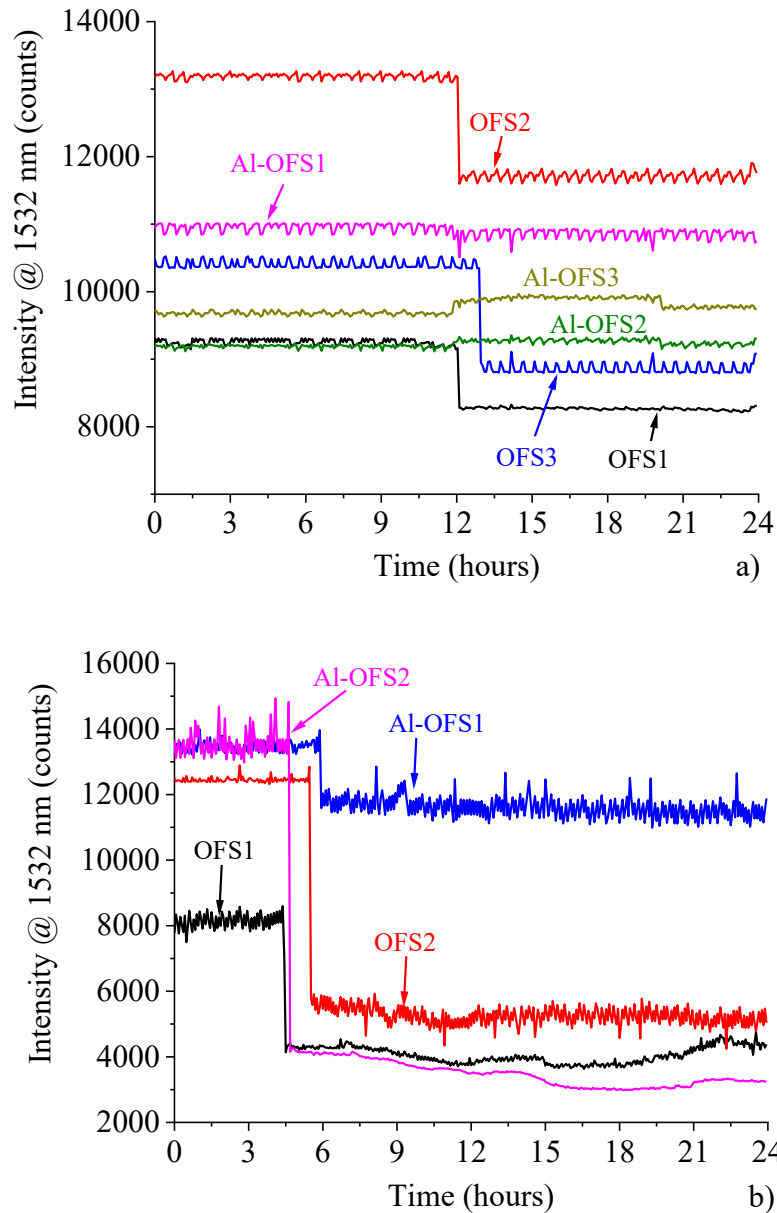 14000
12000
10000
8000
Intensity @ 1532 nm (counts)
OFS2
Al-OFS1
Al-OFS3
Al-OFS2
OFS3
OFS1
0 3 6 9 12 15 18 21 24
Time (hours)
a)
16000
14000
12000
10000
8000
6000
4000
2000
Intensity @ 1532 nm (counts)
Al-OFS2
Al-OFS1
OFS1
OFS2
0 3 6 9 12 15 18 21 24
Time (hours)
b)